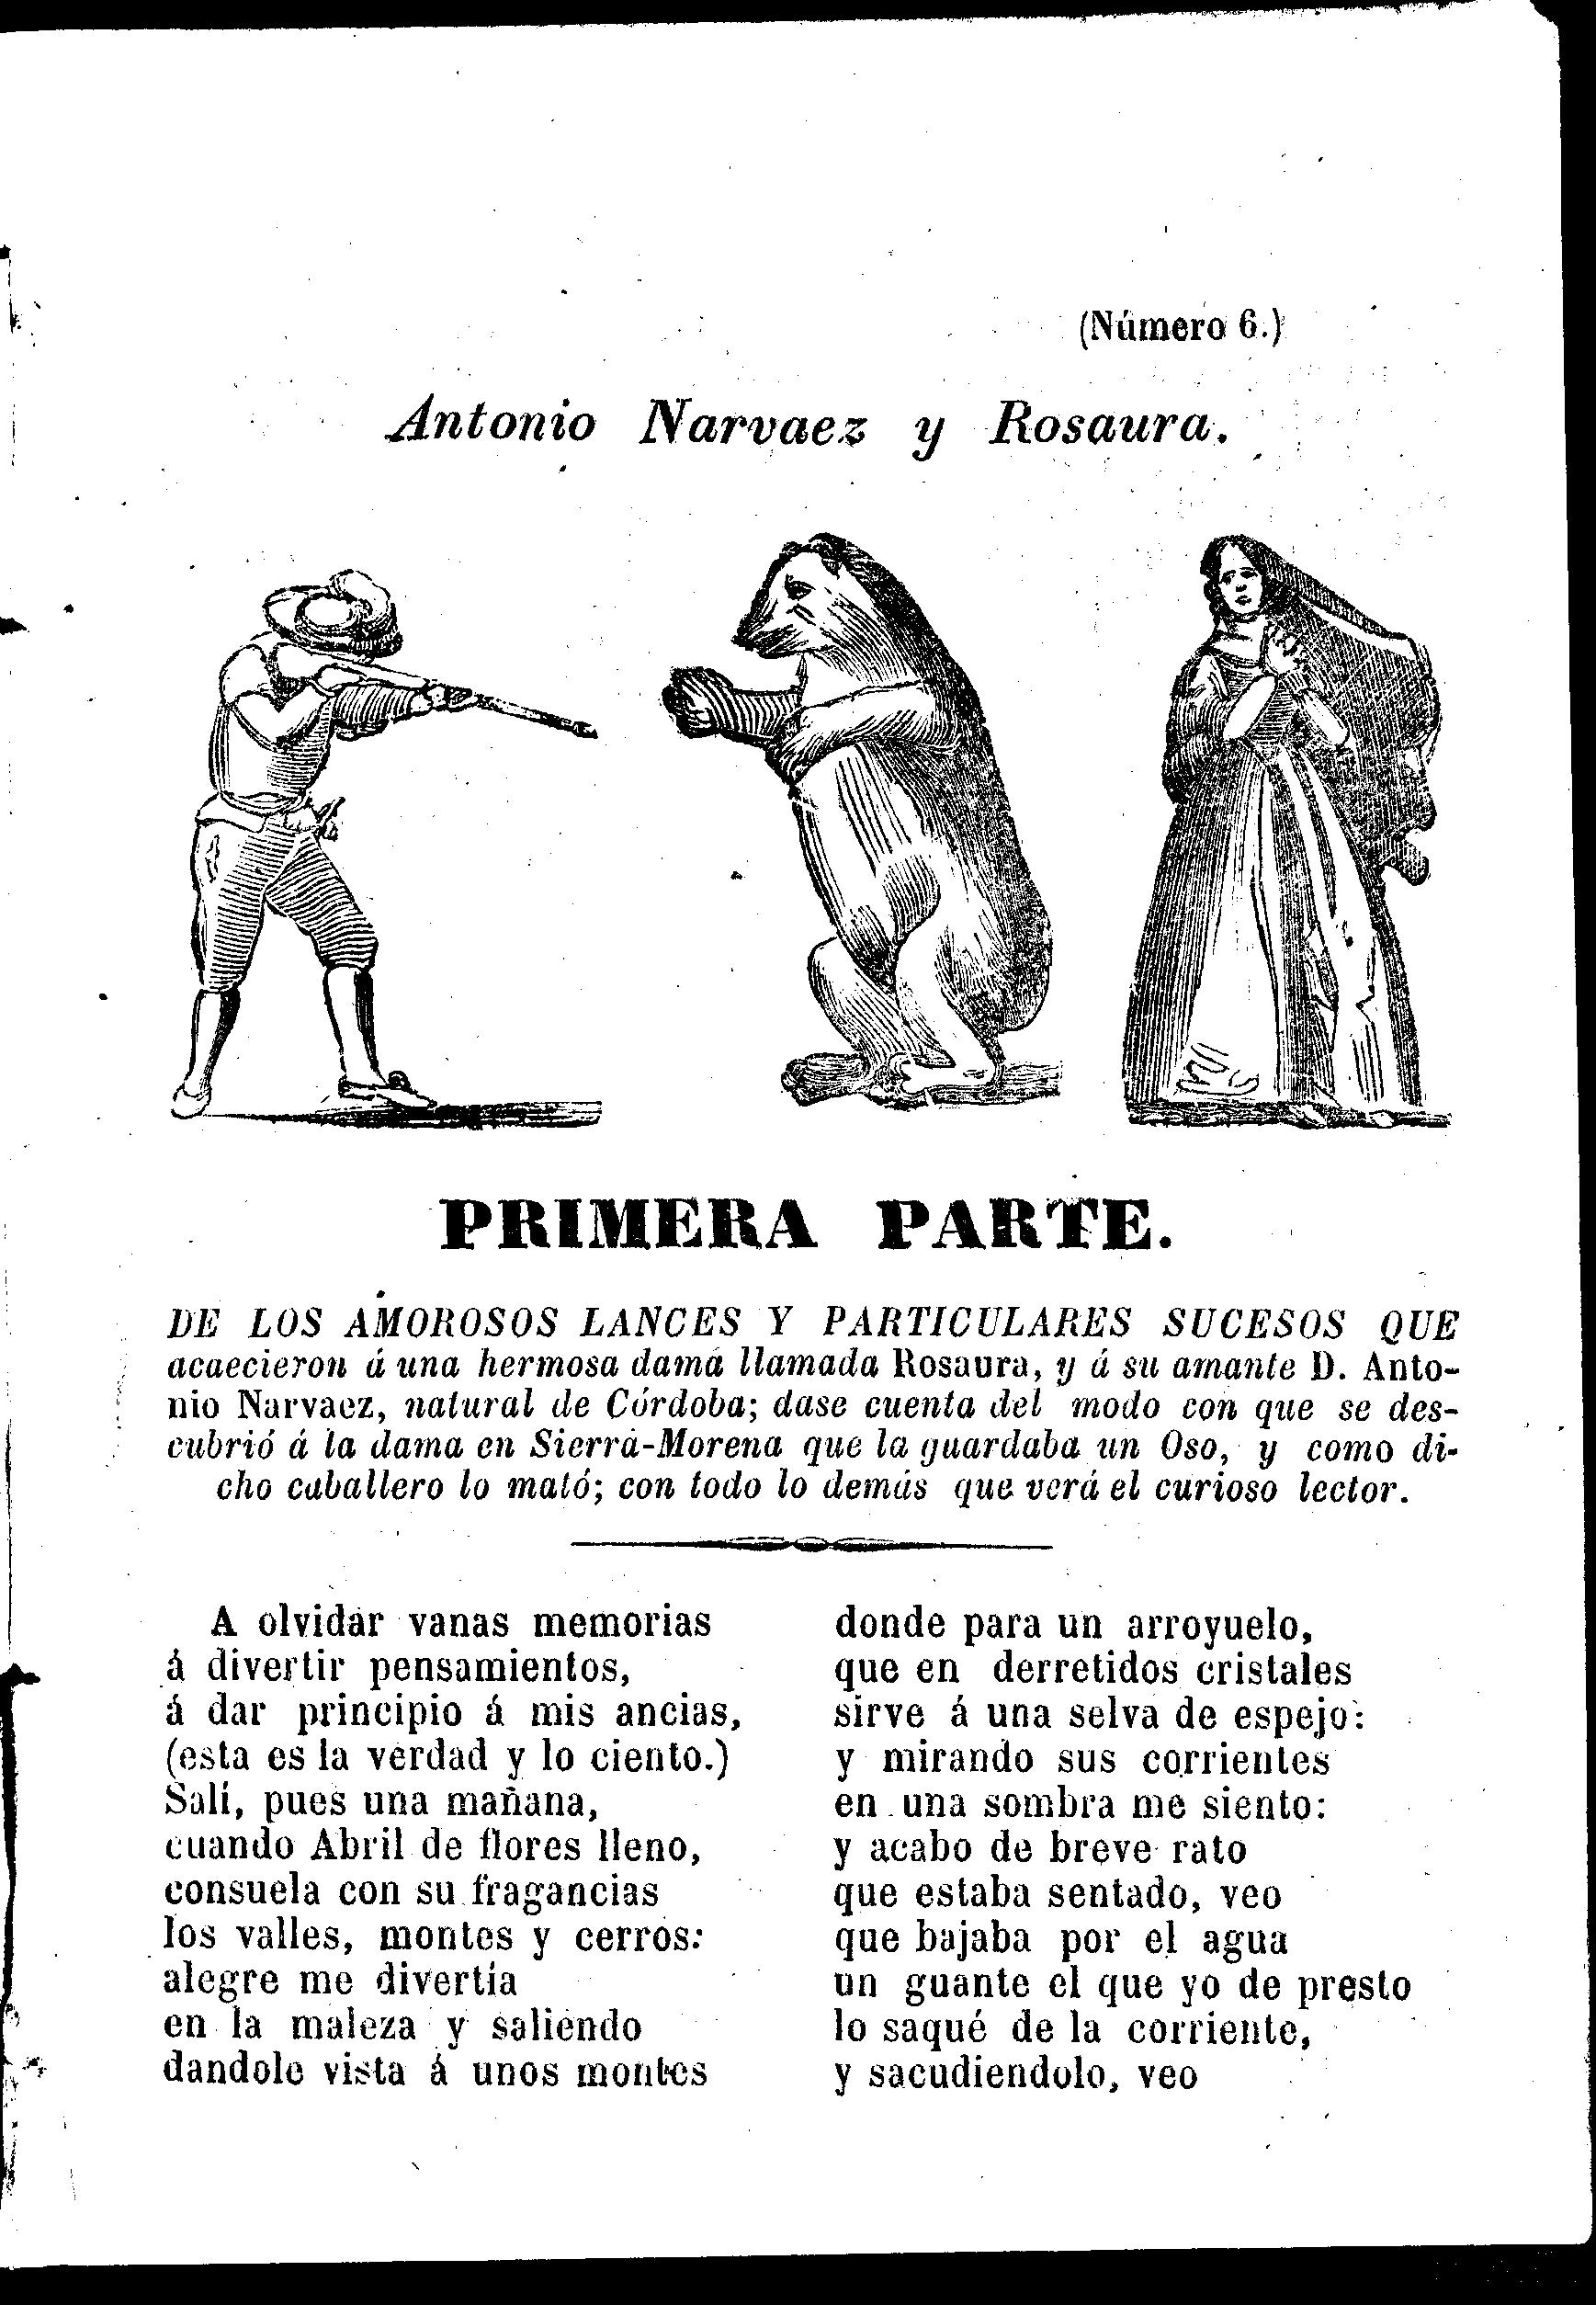 (Número 6.)
Antonio Narvaez y Rosaura.
PRIMERA PARTE.
DE LOS AMOROSOS LANCES Y PARTICULARES SUCESOS QUE
acaecieron á una hermosa dama llamada Rosaura, y á su amante D. Anto-
nio Narvaez, natural de Córdoba; dase cuenta del modo con que se des-
cubrió á la dama en Sierra-Morena que la guardaba un Oso, y como di-
cho caballero lo mató; con todo lo demás que verá el curioso lector.
A olvidar vanas memorias
á divertir pensamientos,
á dar principio á mis ancias,
(esta es la verdad y lo ciento.)
Salí, pues una mañana,
cuando Abril de flores lleno,
consuela con su fragancias
los valles, montes y cerros:
alegre me divertía
en la maleza y saliendo
dandole vista á unos montes
donde para un arroyuelo,
que en derretidos cristales
sirve á una selva de espejo:
y mirando sus corrientes
en una sombra me siento:
y acabo de breve rato
que estaba sentado, veo
que bajaba por el agua
un guante el que yo de presto
lo saqué de la corriente,
y sacudiendolo, veo